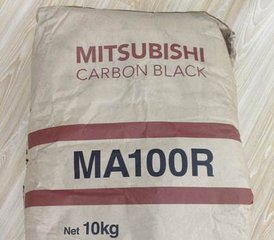 MITSUBISHI
CARBON BLACK
MA100R
Net 10kg